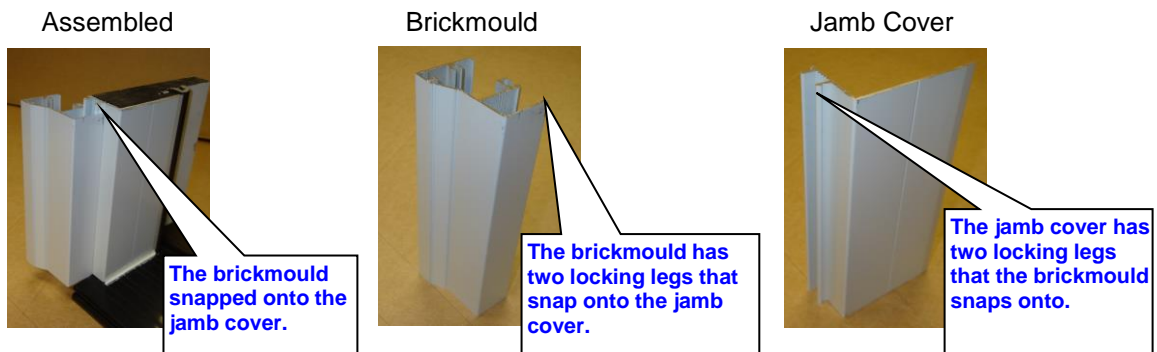 Assembled
Brickmould
Jamb Cover
The brickmould
snapped onto the
jamb cover.
The brickmould has
two locking legs that
snap onto the jamb
cover.
The jamb cover has
two locking legs
that the brickmould
snaps onto.